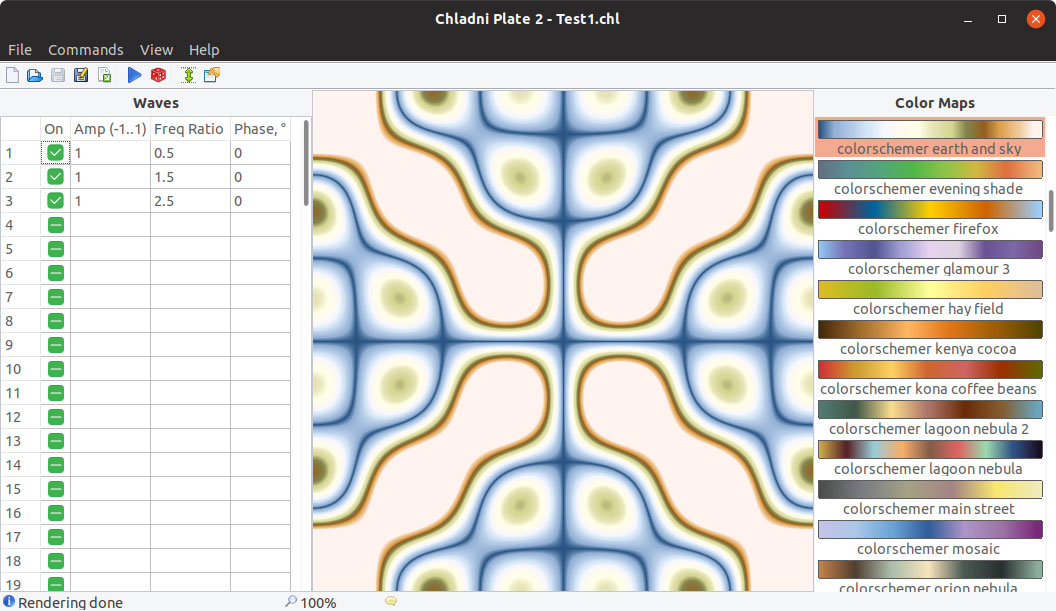 Chladni Plate 2 - Test1.chl
File Commands View Help
Waves
On Amp (-1..1) Freq Ratio Phase, °
1 1 0.5 0
2 1 1.5 0
3 1 2.5 0
4
5
6
7
8
9
10
11
12
13
14
15
16
17
18
19
Color Maps
colorschemer earth and sky
colorschemer evening shade
colorschemer firefox
colorschemer glamour 3
colorschemer hay field
colorschemer kenya cocoa
colorschemer kona coffee beans
colorschemer lagoon nebula 2
colorschemer lagoon nebula
colorschemer main street
colorschemer mosaic
colorschemer orion nebula
Rendering done 100%